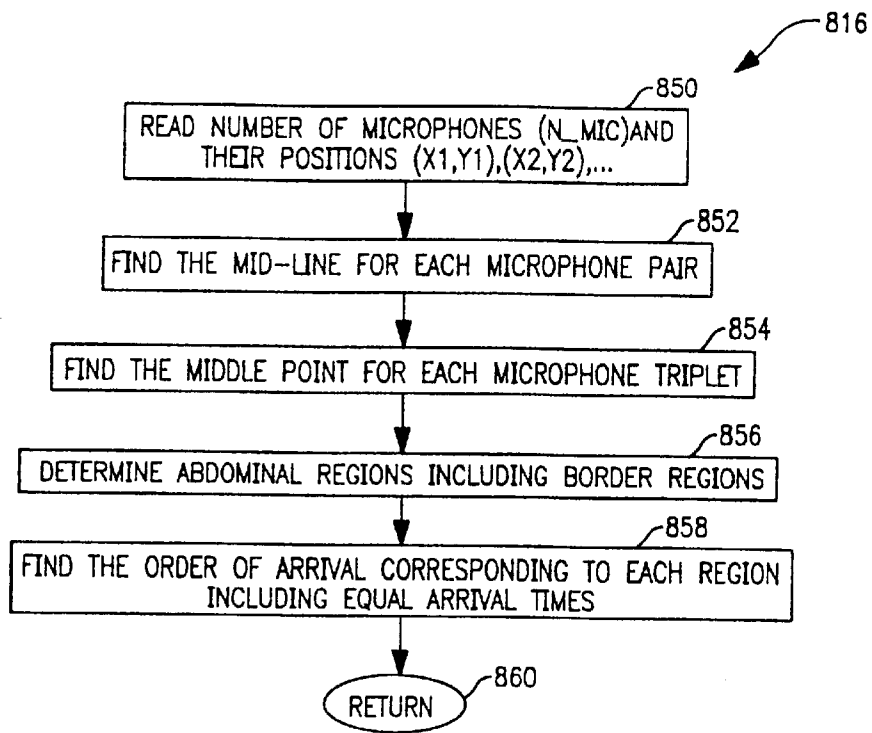 816
850
READ NUMBER OF MICROPHONES (N_MIC)AND
THEIR POSITIONS (X1,Y1),(X2,Y2),...
852
FIND THE MID-LINE FOR EACH MICROPHONE PAIR
854
FIND THE MIDDLE POINT FOR EACH MICROPHONE TRIPLET
856
DETERMINE ABDOMINAL REGIONS INCLUDING BORDER REGIONS
858
FIND THE ORDER OF ARRIVAL CORRESPONDING TO EACH REGION
INCLUDING EQUAL ARRIVAL TIMES
860
RETURN